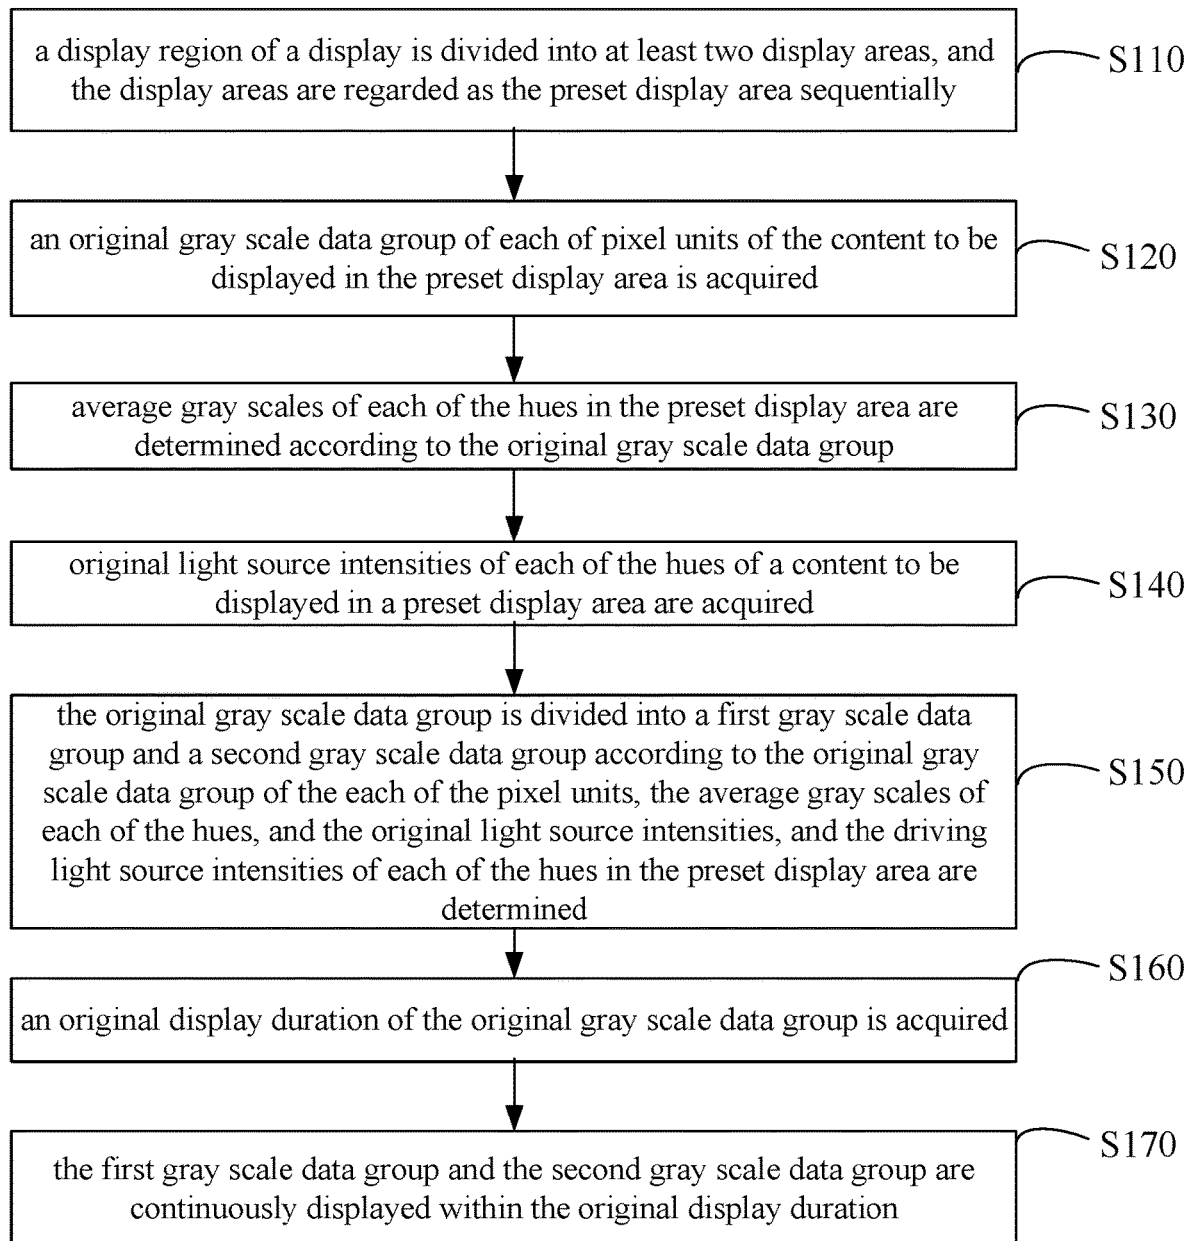 a display region of a display is divided into at least two display areas, and
the display areas are regarded as the preset display area sequentially
S110
an original gray scale data group of each of pixel units of the content to be
displayed in the preset display area is acquired
S120
average gray scales of each of the hues in the preset display area are
determined according to the original gray scale data group
S130
original light source intensities of each of the hues of a content to be
displayed in a preset display area are acquired
S140
the original gray scale data group is divided into a first gray scale data
group and a second gray scale data group according to the original gray
scale data group of the each of the pixel units, the average gray scales of
each of the hues, and the original light source intensities, and the driving
light source intensities of each of the hues in the preset display area are
determined
S150
an original display duration of the original gray scale data group is acquired
S160
the first gray scale data group and the second gray scale data group are
continuously displayed within the original display duration
S170